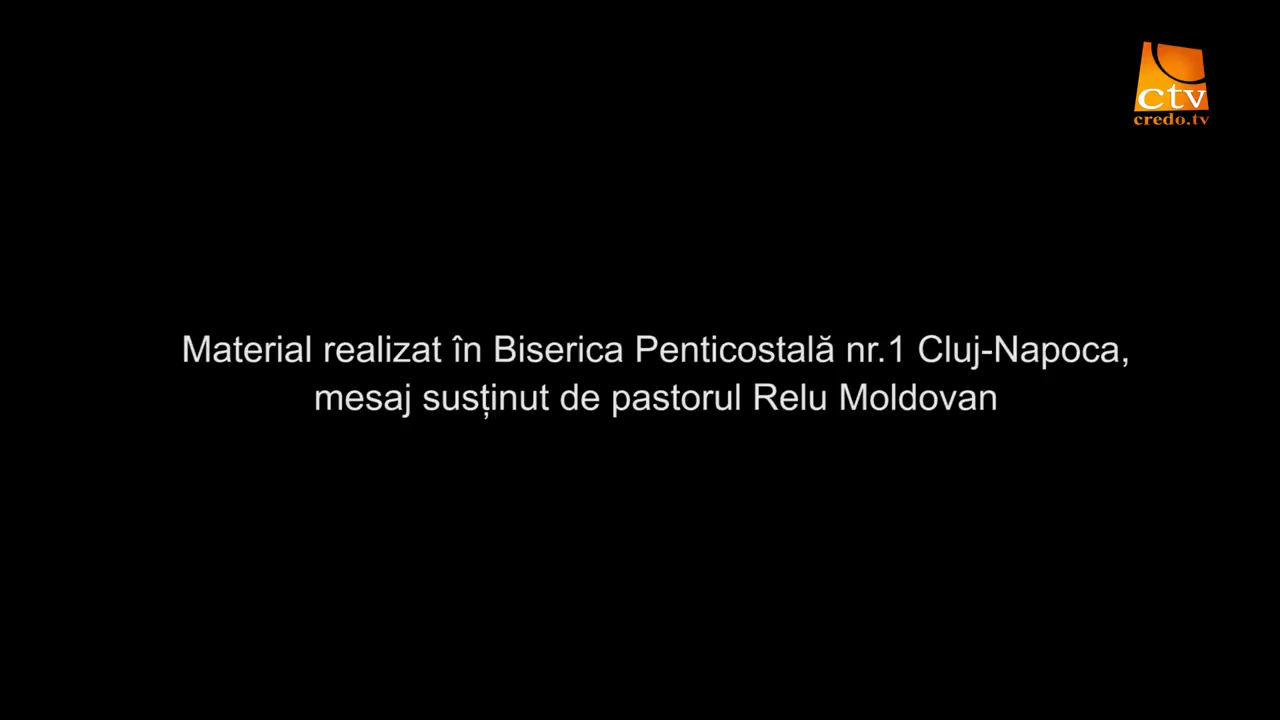 ctv
credo.tv
Material realizat în Biserica Penticostală nr.1 Cluj-Napoca,
mesaj susținut de pastorul Relu Moldovan